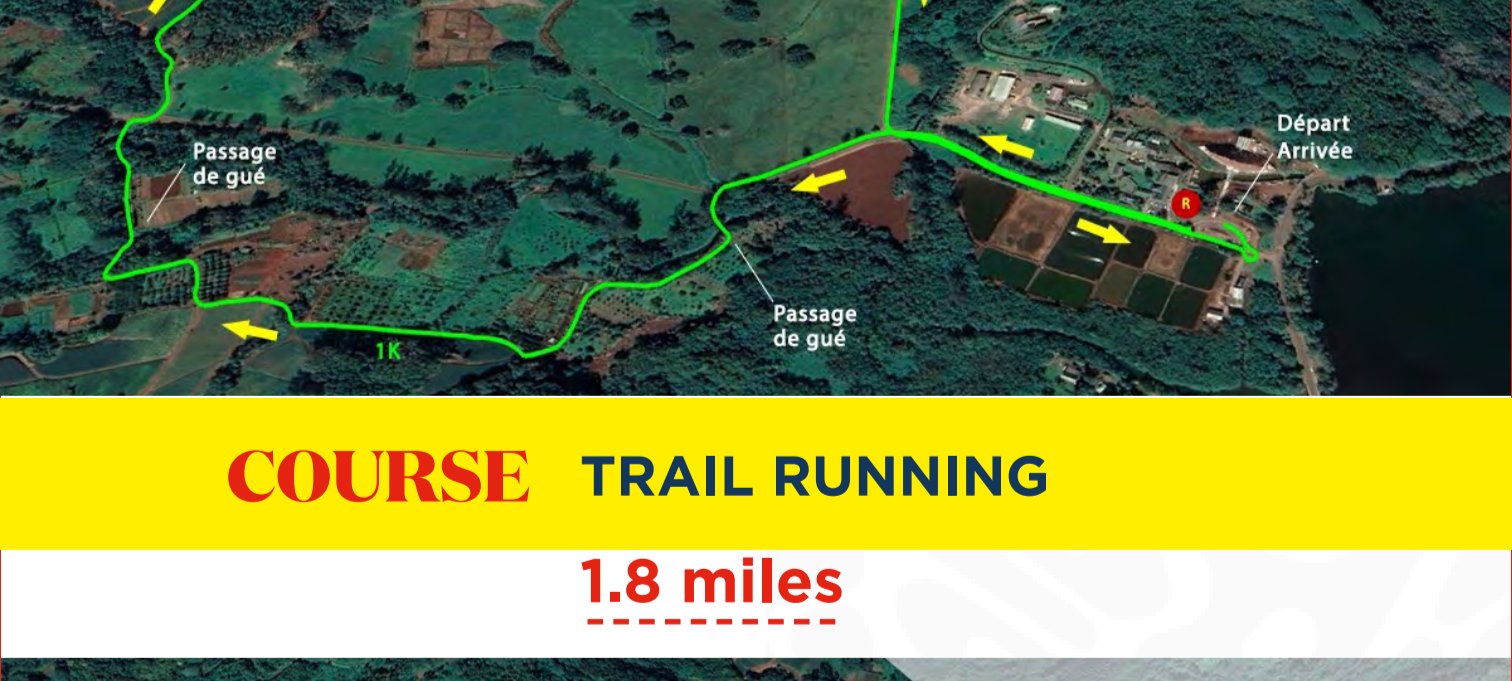 Départ
Arrivée
Passage
de gué
R
Passage
de gué
1K
COURSE TRAIL RUNNING
1.8 miles